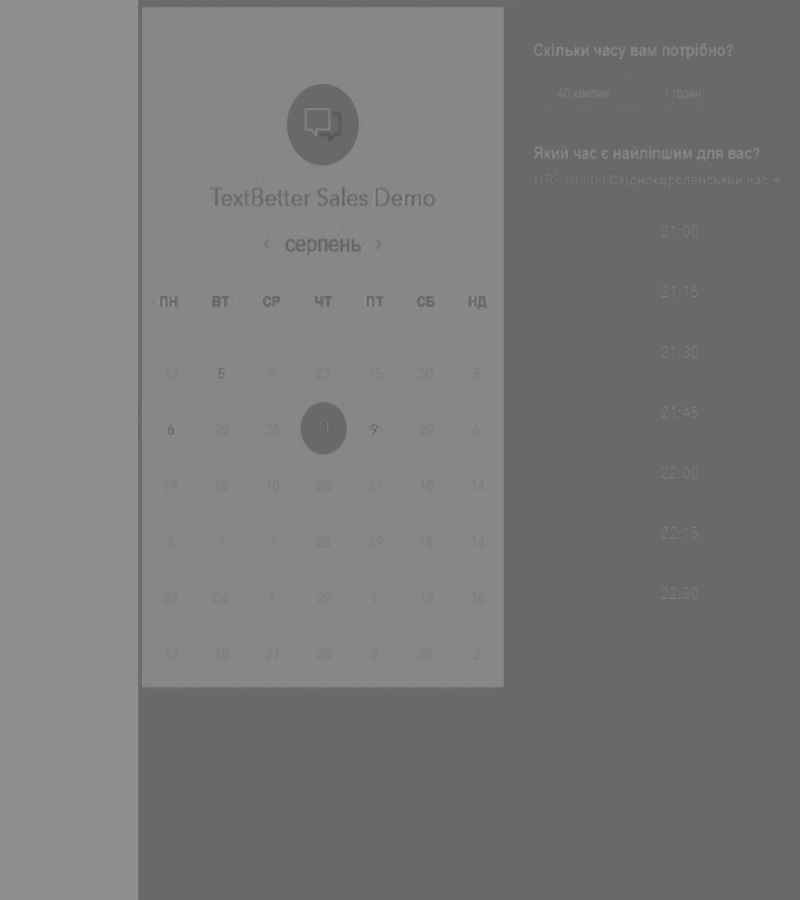 TextBetter Sales Demo
‹ серпень ›
ПН ВТ СР ЧТ ПТ СБ НД
13 5 8 23 15 30 5
6 20 26 11 9 29 6
19 16 10 28 27 10 14
2 7 7 25 29 18 14
27 24 1 29 1 12 26
13 10 27 20 8 26 2
Скільки часу вам потрібно?
40 хвилин 1 годин
Який час є найліпшим для вас?
UTC +03:00 Східноєвропейський час
21:00
21:15
21:30
21:45
22:00
22:15
22:30